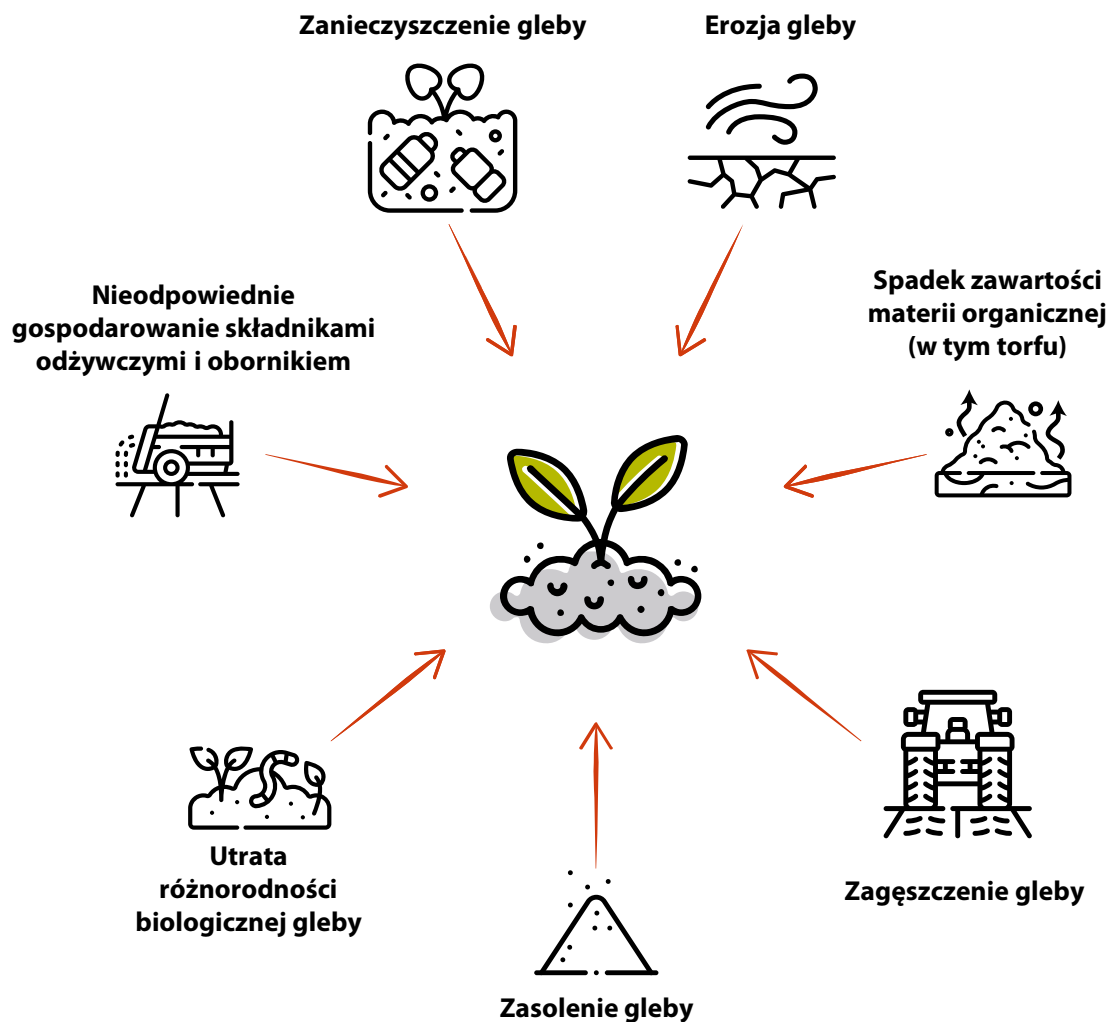 Zanieczyszczenie gleby
Erozja gleby
Nieodpowiednie
gospodarowanie składnikami
odżywczymi i obornikiem
Spadek zawartości
materii organicznej
(w tym torfu)
Utrata
różnorodności
biologicznej gleby
Zagęszczenie gleby
Zasolenie gleby